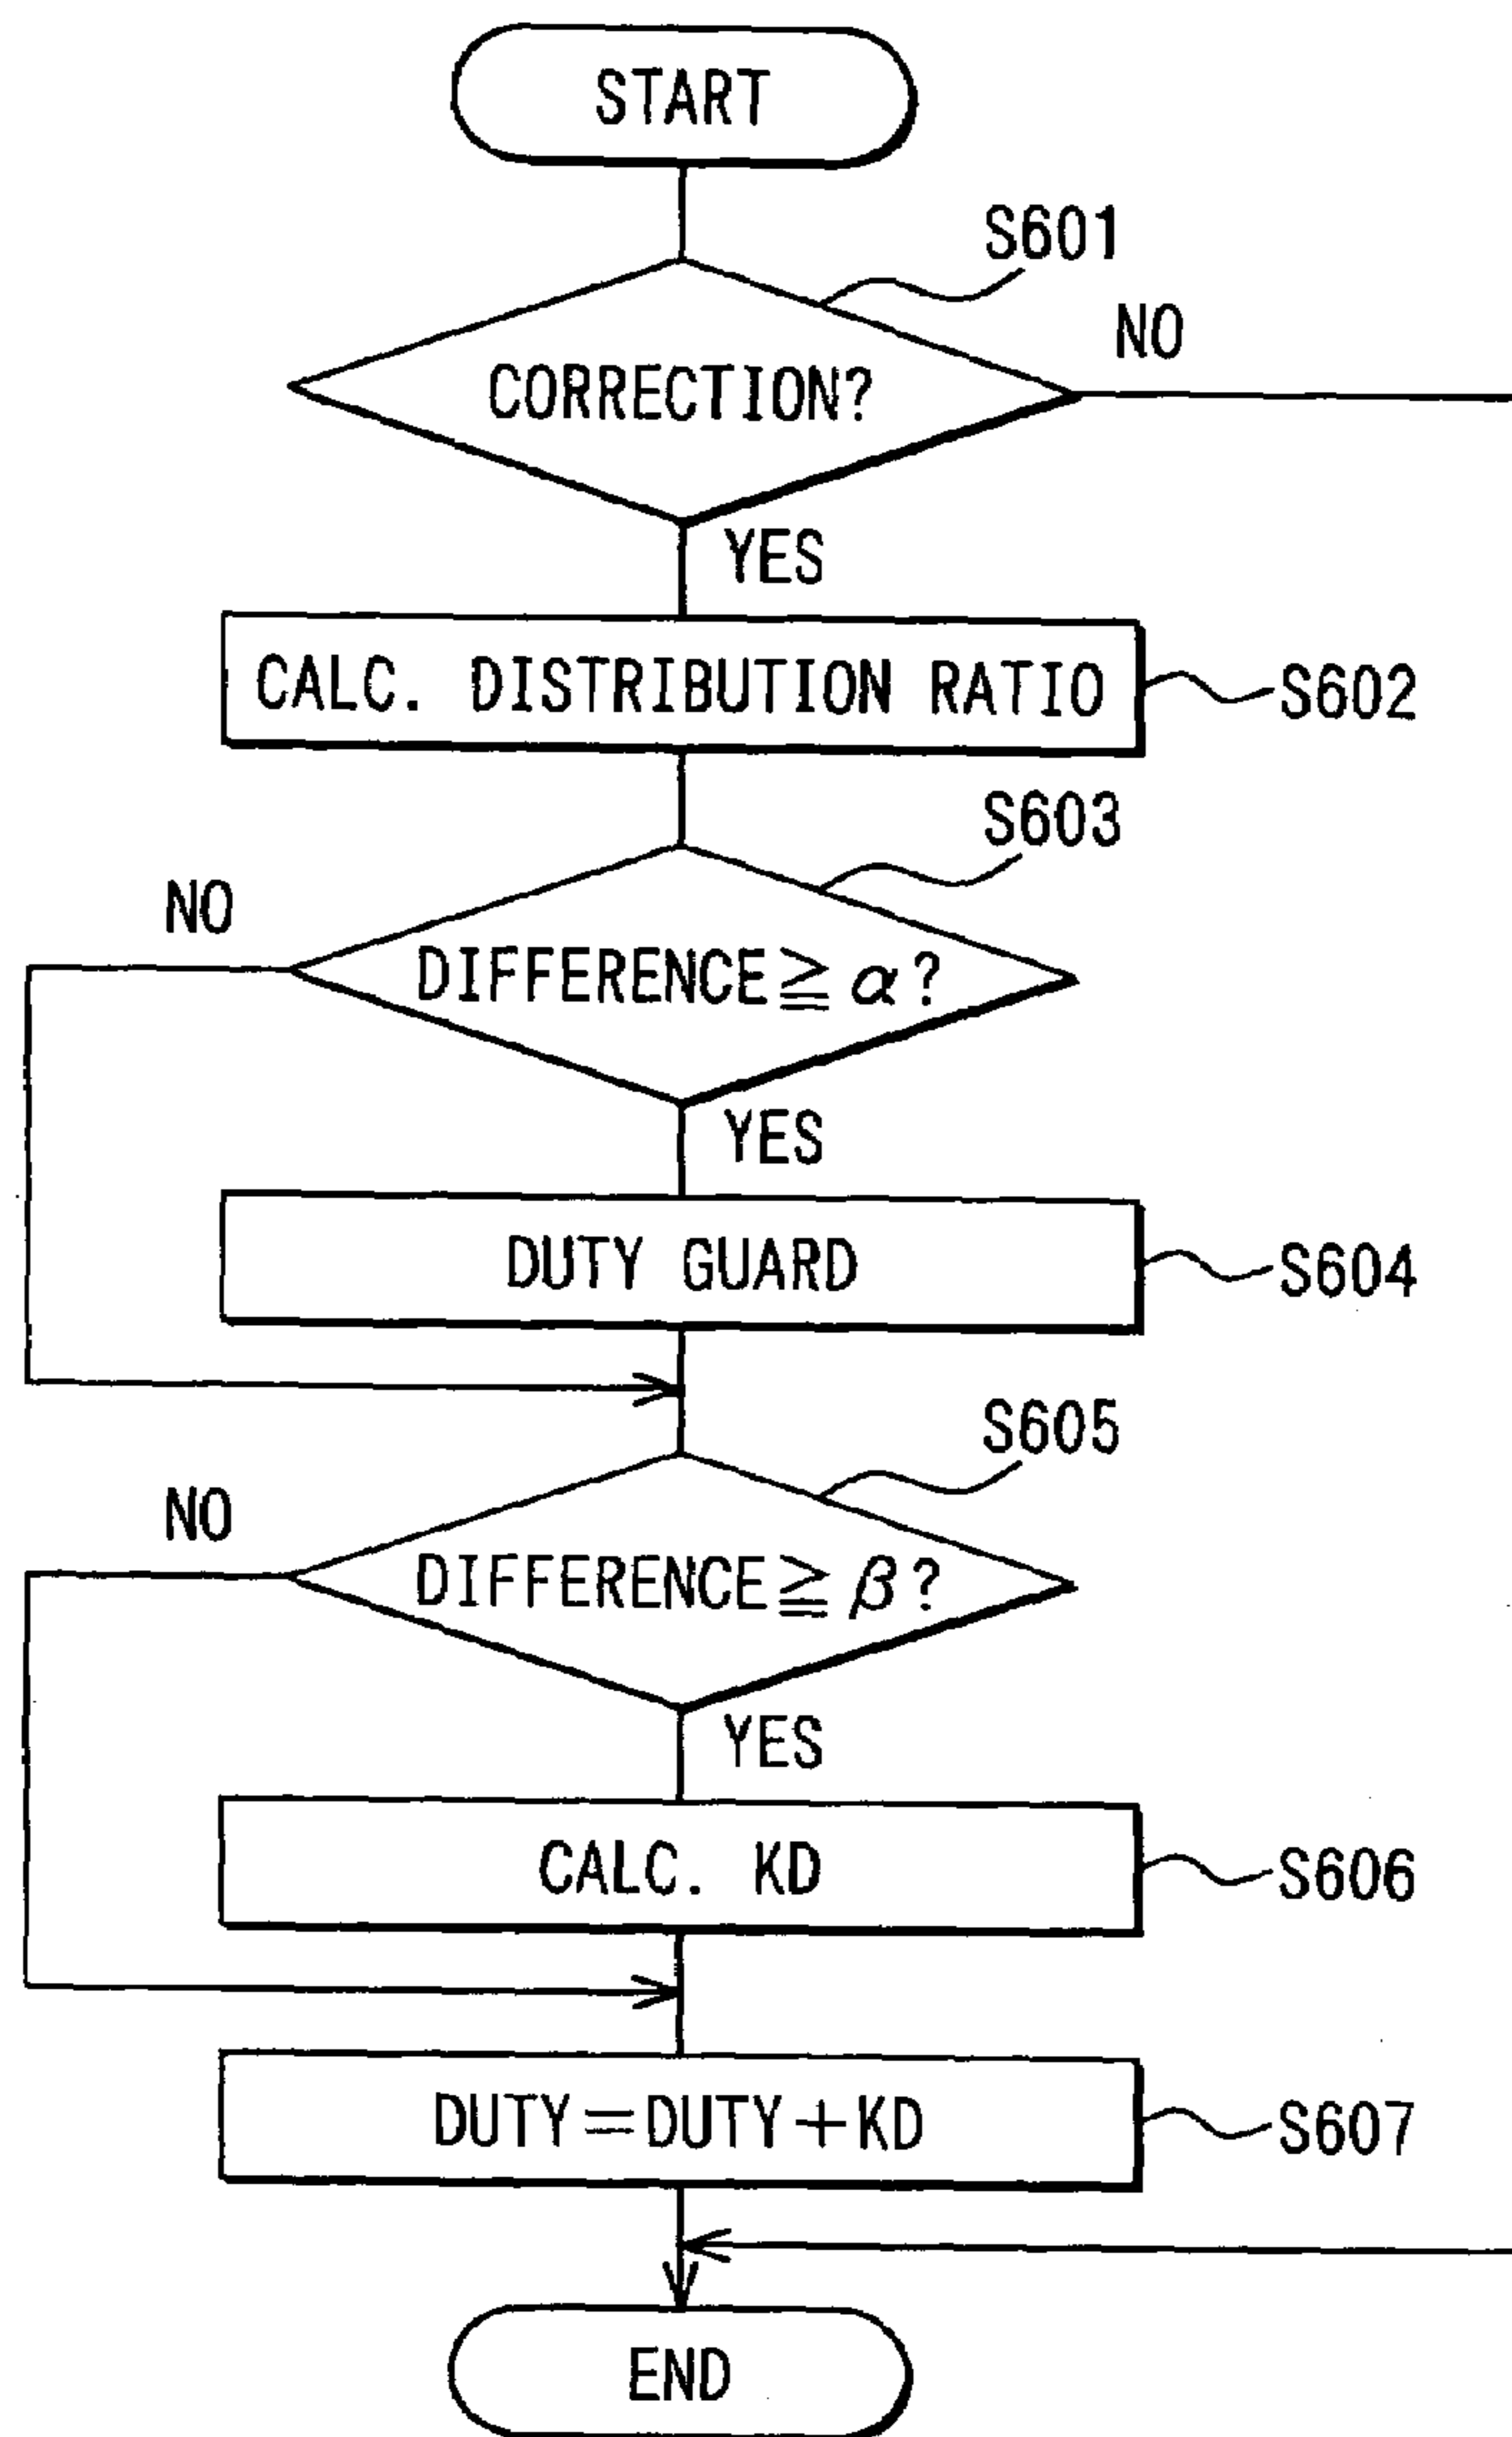 START
S601
NO
CORRECTION?
YES
CALC. DISTRIBUTION RATIO
S602
S603
NO
DIFFERENCE≧α?
YES
DUTY GUARD
S604
S605
NO
DIFFERENCE≧β?
YES
CALC. KD
S606
DUTY=DUTY+KD
S607
END